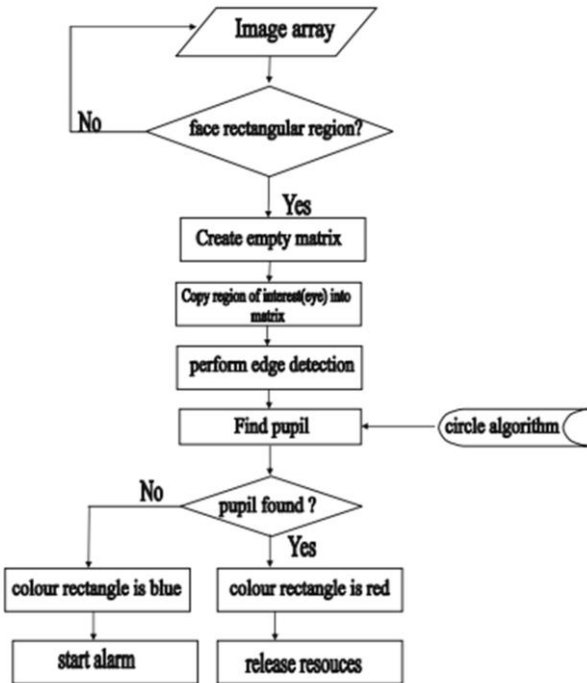 Image array
No
face rectangular region?
Yes
Create empty matrix
Copy region of interest(eye) into
matrix
perform edge detection
Find pupil
circle algorithm
No
pupil found ?
Yes
colour rectangle is blue
colour rectangle is red
start alarm
release resouces